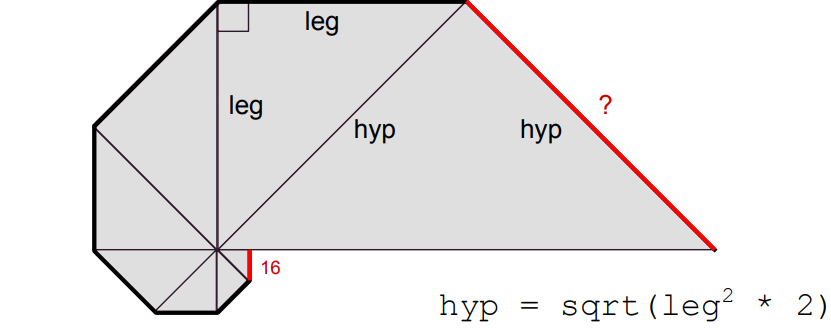 leg
leg
?
hyp
hyp
16
hyp = sqrt(leg² * 2)